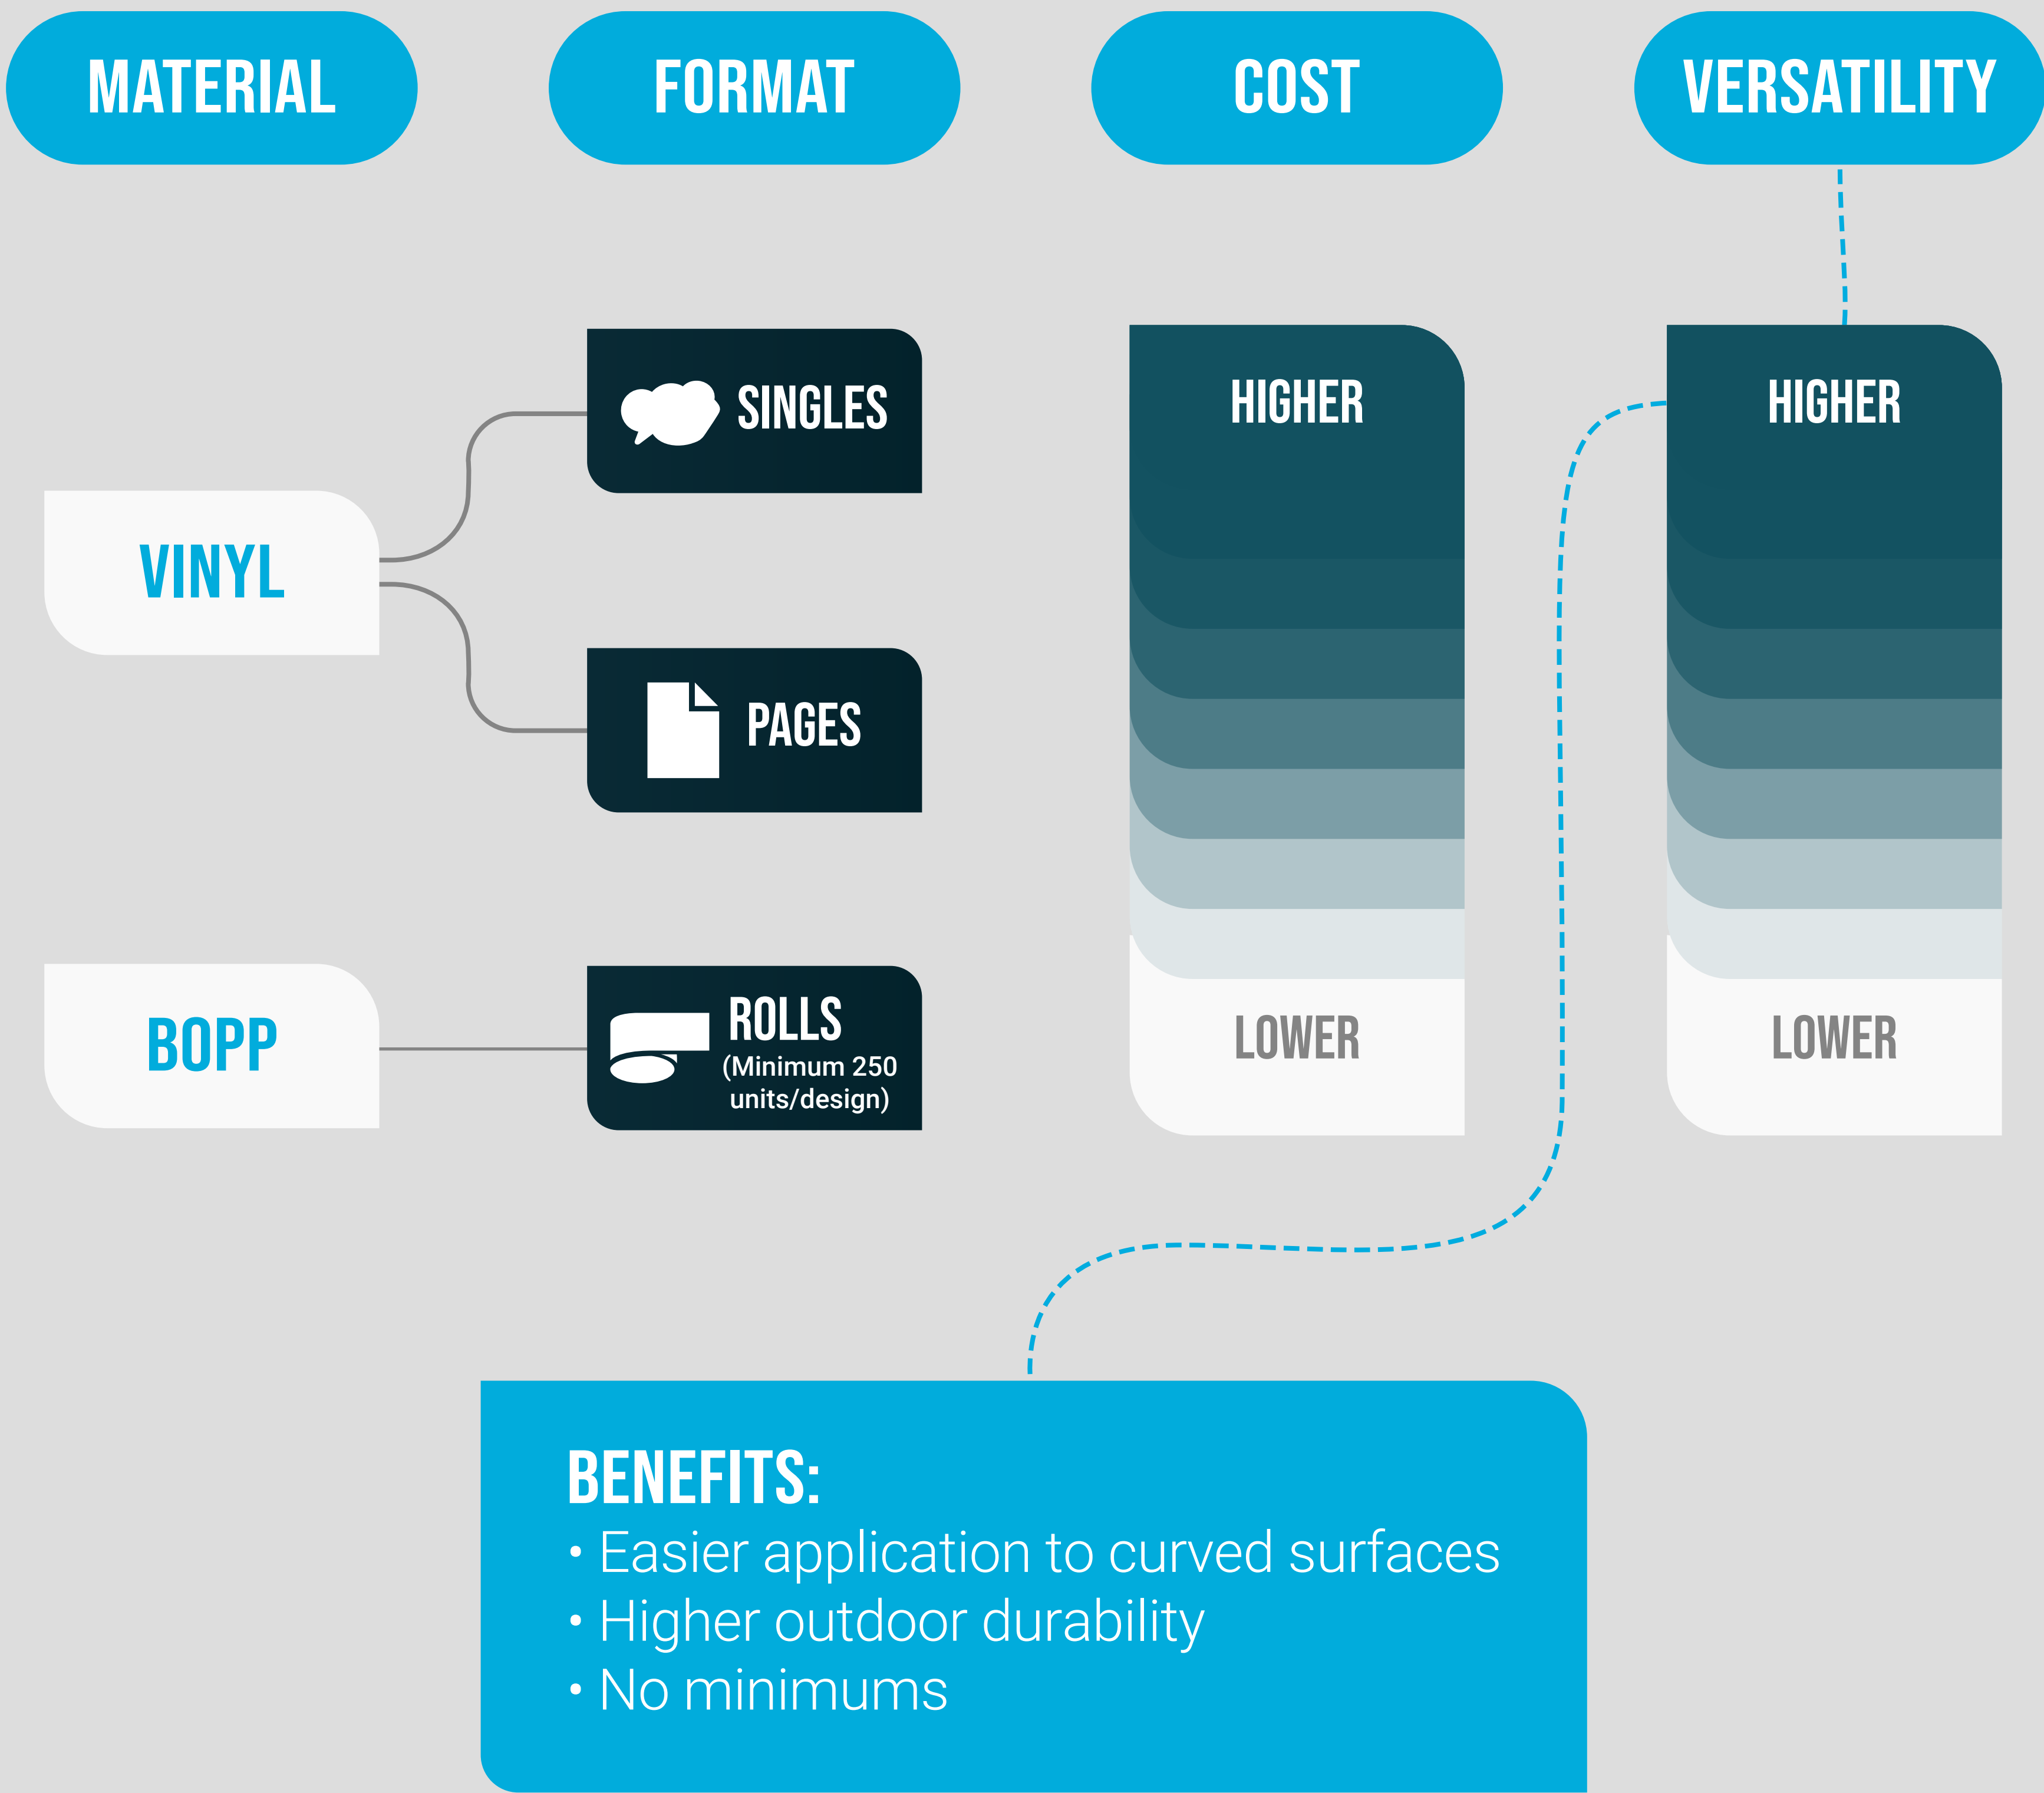 MATERIAL
FORMAT
COST
VERSATILITY
VINYL
SINGLES
PAGES
BOPP
ROLLS
(Minimum 250
units/design)
HIGHER
LOWER
HIGHER
LOWER
BENEFITS:
• Easier application to curved surfaces
• Higher outdoor durability
• No minimums